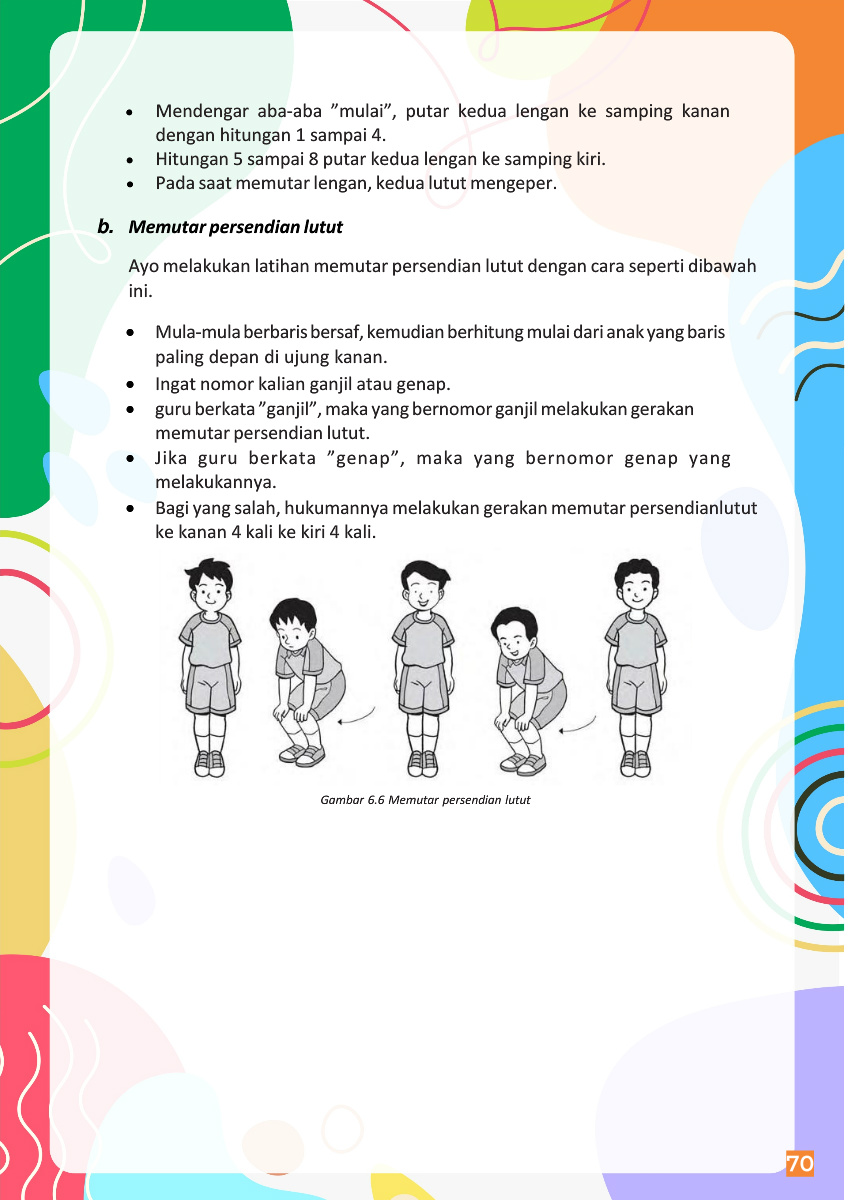 • Mendengar aba-aba ”mulai”, putar kedua lengan ke samping kanan
dengan hitungan 1 sampai 4.
• Hitungan 5 sampai 8 putar kedua lengan ke samping kiri.
• Pada saat memutar lengan, kedua lutut mengeper.
b. Memutar persendian lutut
Ayo melakukan latihan memutar persendian lutut dengan cara seperti dibawah
ini.
• Mula-mula berbaris bersaf, kemudian berhitung mulai dari anak yang baris
paling depan di ujung kanan.
• Ingat nomor kalian ganjil atau genap.
• guru berkata ”ganjil”, maka yang bernomor ganjil melakukan gerakan
memutar persendian lutut.
• Jika guru berkata ”genap”, maka yang bernomor genap yang
melakukannya.
• Bagi yang salah, hukumannya melakukan gerakan memutar persendianlutut
ke kanan 4 kali ke kiri 4 kali.
Gambar 6.6 Memutar persendian lutut
70